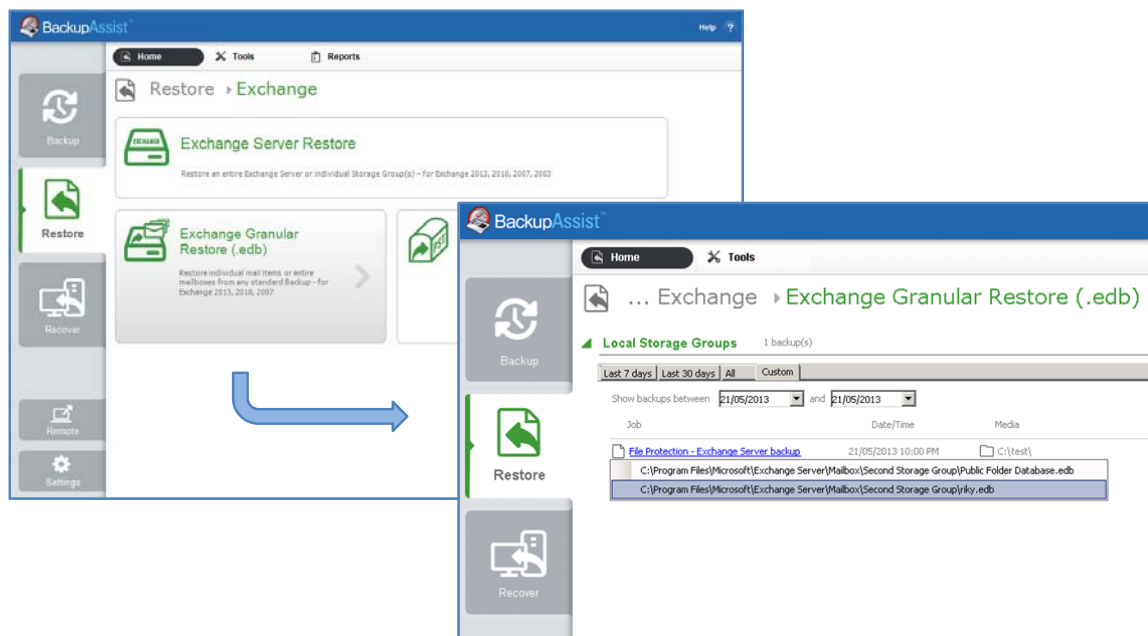 BackupAssist™
Help ?
Home
Tools
Reports
Restore Exchange
Backup
Restore
Recover
Remote
Settings
EXCHANGE
Exchange Server Restore
Restore an entire Exchange Server or individual Storage Group(s) – for Exchange 2013, 2010, 2007, 2003
Exchange Granular
Restore (.edb)
Restore individual mail items or entire
mailboxes from any standard Backup - for
Exchange 2013, 2010, 2007
PST
BackupAssist™
Home
Tools
... Exchange Exchange Granular Restore (.edb)
Backup
Restore
Recover
Local Storage Groups 1 backup(s)
Last 7 days Last 30 days All Custom
Show backups between 21/05/2013 and 21/05/2013
Job Date/Time Media
File Protection - Exchange Server backup 21/05/2013 10:00 PM C:\test\
C:\Program Files\Microsoft\Exchange Server\Mailbox\Second Storage Group\Public Folder Database.edb
C:\Program Files\Microsoft\Exchange Server\Mailbox\Second Storage Group\riky.edb